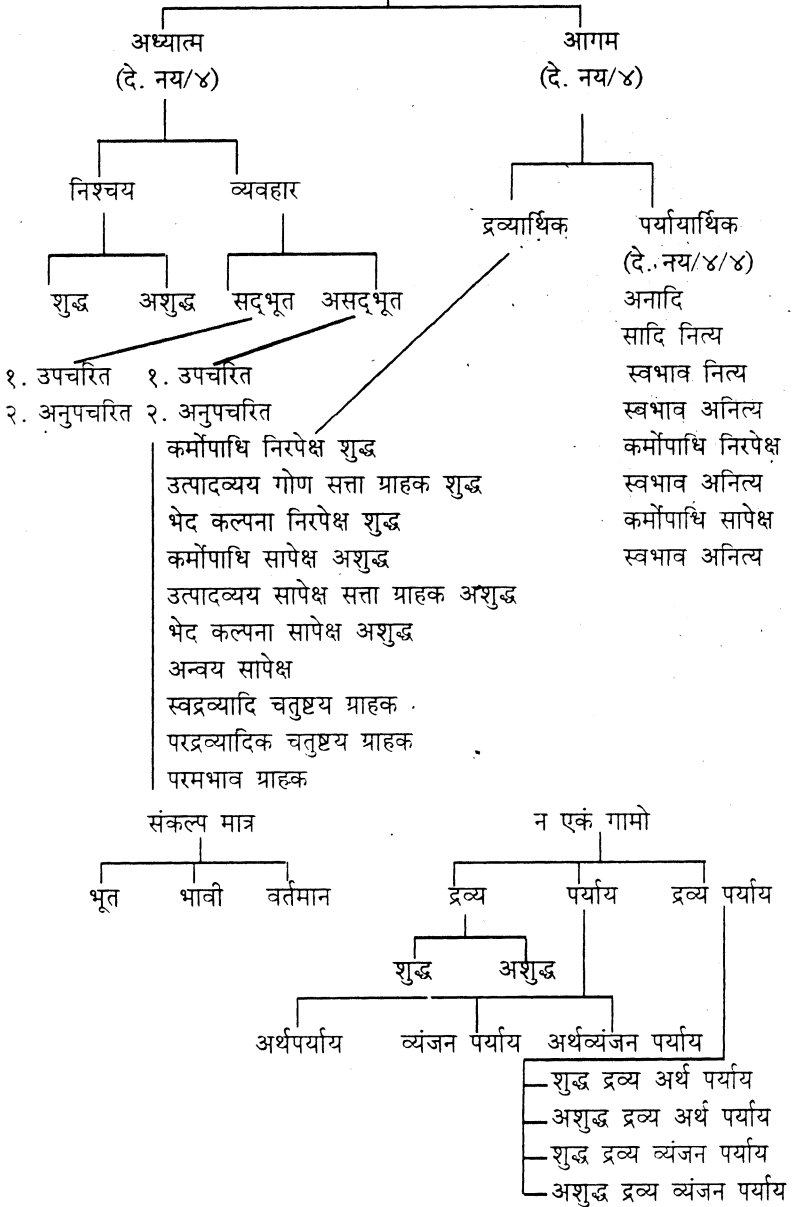 अध्यात्म आगम
(दे. नय/४) (दे. नय/४)
निश्चय व्यवहार
द्रव्यार्थिक पर्यायार्थिक
(दे. नय/४/४)
शुद्ध अशुद्ध सद्भूत असद्भूत
अनादि
सादि नित्य
१. उपचरित १. उपचरित
स्वभाव नित्य
२. अनुपचरित २. अनुपचरित
स्बभाव अनित्य
कर्मोपाधि निरपेक्ष शुद्ध
कर्मोपाधि निरपेक्ष
उत्पादव्यय गोण सत्ता ग्राहक शुद्ध
स्वभाव अनित्य
भेद कल्पना निरपेक्ष शुद्ध
कर्मोपाधि सापेक्ष
कर्मोपाधि सापेक्ष अशुद्ध
स्वभाव अनित्य
उत्पादव्यय सापेक्ष सत्ता ग्राहक अशुद्ध
भेद कल्पना सापेक्ष अशुद्ध
अन्वय सापेक्ष
स्वद्रव्यादि चतुष्टय ग्राहक
परद्रव्यादिक चतुष्टय ग्राहक
परमभाव ग्राहक
संकल्प मात्र न एकं गामो
भूत भावी वर्तमान द्रव्य पर्याय द्रव्य पर्याय
शुद्ध अशुद्ध
अर्थपर्याय व्यंजन पर्याय अर्थव्यंजन पर्याय
शुद्ध द्रव्य अर्थ पर्याय
अशुद्ध द्रव्य अर्थ पर्याय
शुद्ध द्रव्य व्यंजन पर्याय
अशुद्ध द्रव्य व्यंजन पर्याय